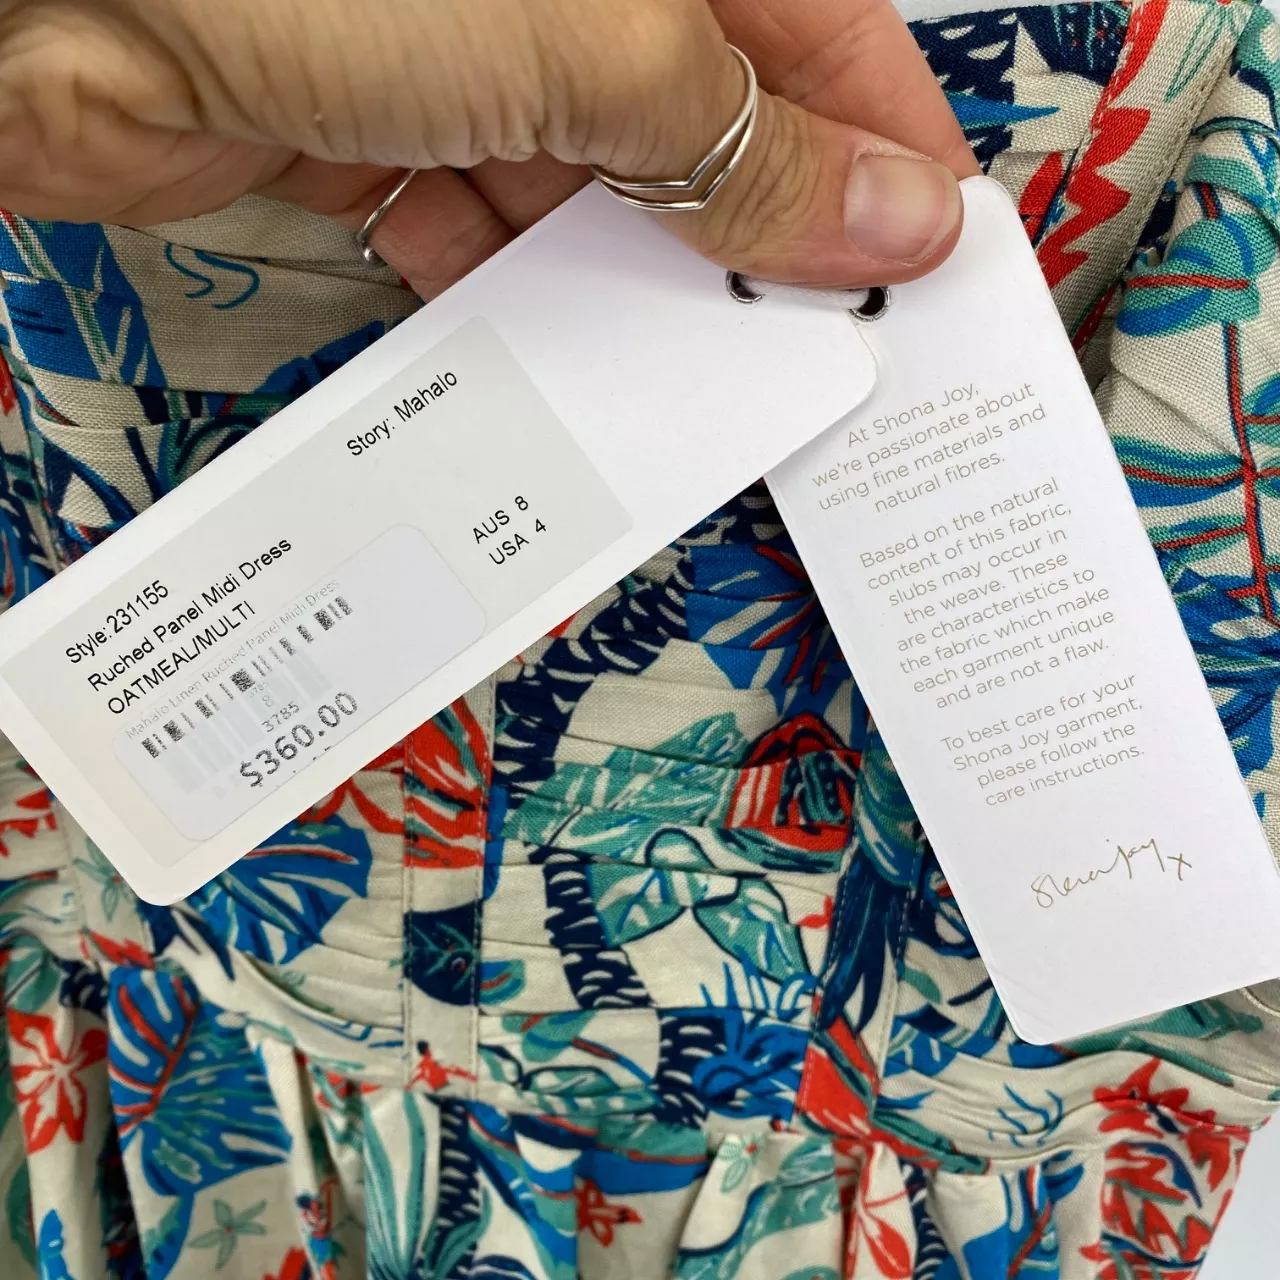 Story: Mahalo
AUS 8
USA 4
Style: 231155
Ruched Panel Midi Dress
OATMEAL/MULTI
Mahalo Linen Ruched Panel Midi Dress
3785
8
3785
$360.00
At Shona Joy,
we're passionate about
using fine materials and
natural fibres.
Based on the natural
content of this fabric,
slubs may occur in
the weave. These
are characteristics to
the fabric which make
each garment unique
and are not a flaw.
To best care for your
Shona Joy garment,
please follow the
care instructions.
Shona Joy x